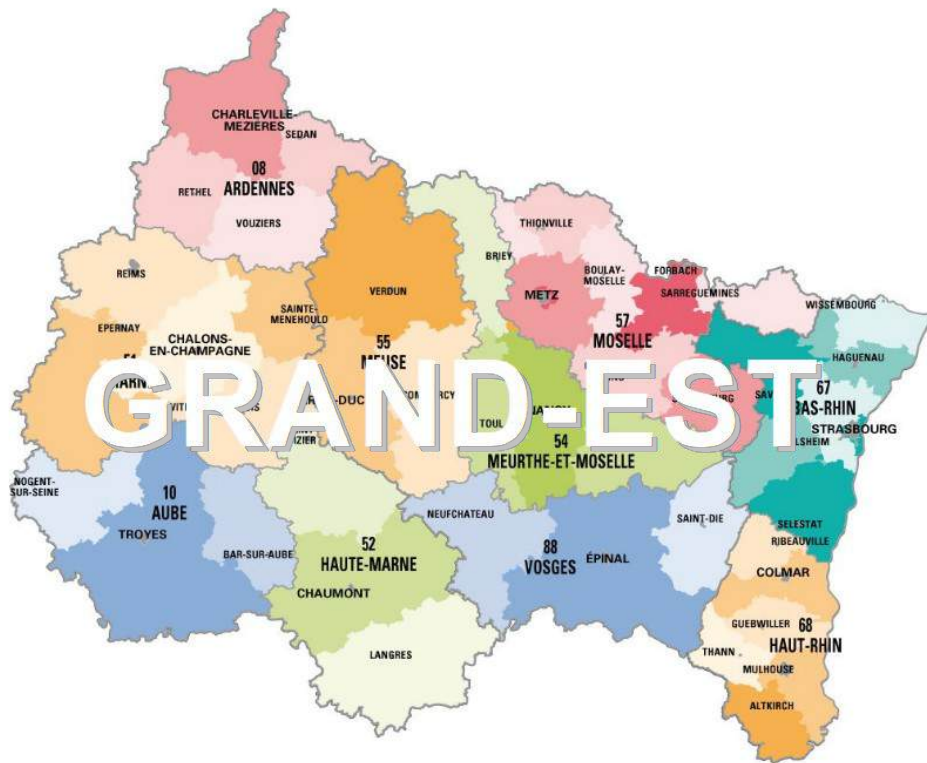 CHARLEVILLE-
MEZIERES
SEDAN
08
ARDENNES
RETHEL
VOUZIERS
REIMS
EPERNAY
CHALONS-
EN-CHAMPAGNE
SAINTE-
MENEHOULD
VERDUN
55
MEUSE
BRIEY
THIONVILLE
METZ
BOULAY-
MOSELLE
FORBACH
SARREGUEMINES
57
MOSELLE
WISSEMBOURG
HAGUENAU
67
BAS-RHIN
STRASBOURG
GRAND-EST
TOUL
54
MEURTHE-ET-MOSELLE
NOGENT-
SUR-SEINE
10
AUBE
TROYES
BAR-SUR-AUBE
52
HAUTE-MARNE
CHAUMONT
LANGRES
NEUFCHATEAU
88
VOSGES
ÉPINAL
SAINT-DIE
SELESTAT
RIBEAUVILLE
COLMAR
GUEBWILLER
68
HAUT-RHIN
THANN
MULHOUSE
ALTKIRCH